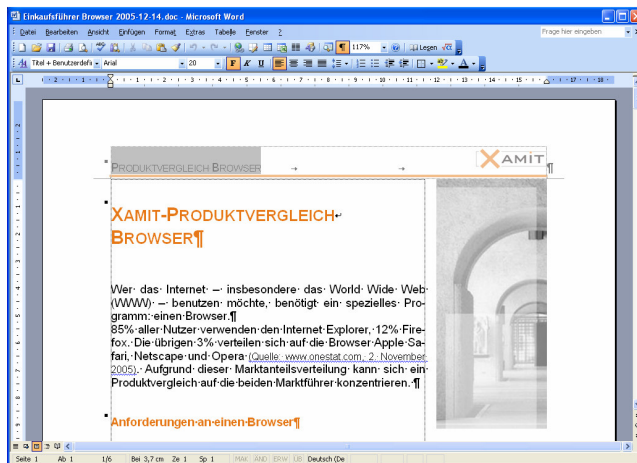 Einkaufsführer Browser 2005-12-14.doc - Microsoft Word
Datei Bearbeiten Ansicht Einfügen Format Extras Tabelle Fenster ?
Frage hier eingeben
117%
Lesen
Titel + Benutzerdefi Arial 20 F K U
PRODUKTVERGLEICH BROWSER → → XAMIT¶
XAMIT-PRODUKTVERGLEICH↵
BROWSER¶
Wer das Internet – insbesondere das World Wide Web
(WWW) – benutzen möchte, benötigt ein spezielles Pro-
gramm: einen Browser.¶
85% aller Nutzer verwenden den Internet Explorer, 12% Fire-
fox. Die übrigen 3% verteilen sich auf die Browser Apple Sa-
fari, Netscape und Opera (Quelle: www.onestat.com, 2. November
2005). Aufgrund dieser Marktanteilsverteilung kann sich ein
Produktvergleich auf die beiden Marktführer konzentrieren. ¶
Anforderungen an einen Browser¶
Seite 1 Ab 1 1/6 Bei 3,7 cm Ze 1 Sp 1 MAK ÄND ERW ÜB Deutsch (De